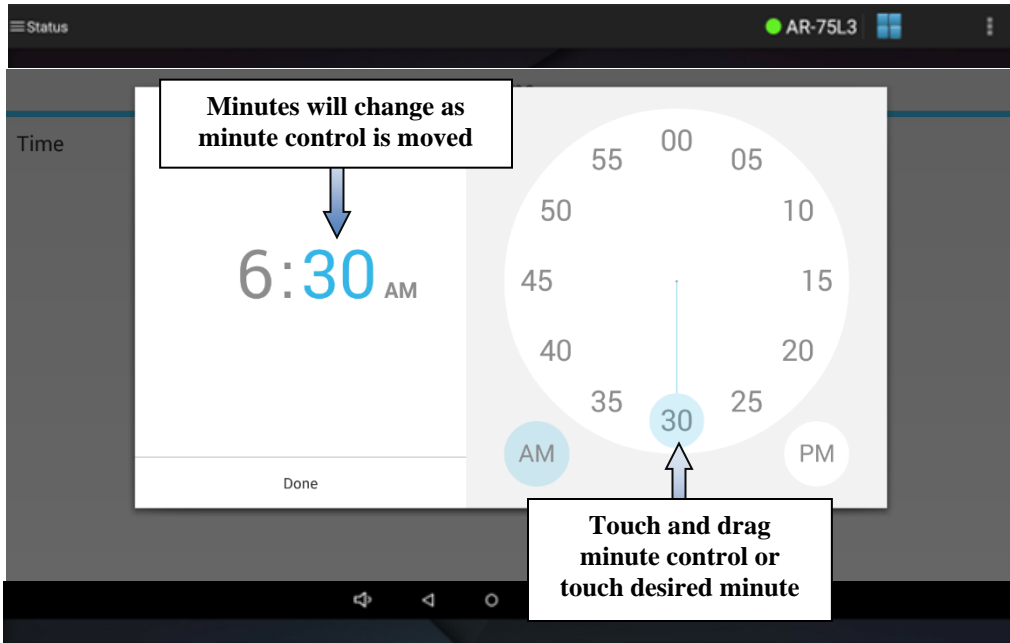 Status
AR-75L3
Minutes will change as
minute control is moved
Time
6:30 AM
Done
00
05
10
15
20
25
30
35
40
45
50
55
AM
PM
Touch and drag
minute control or
touch desired minute